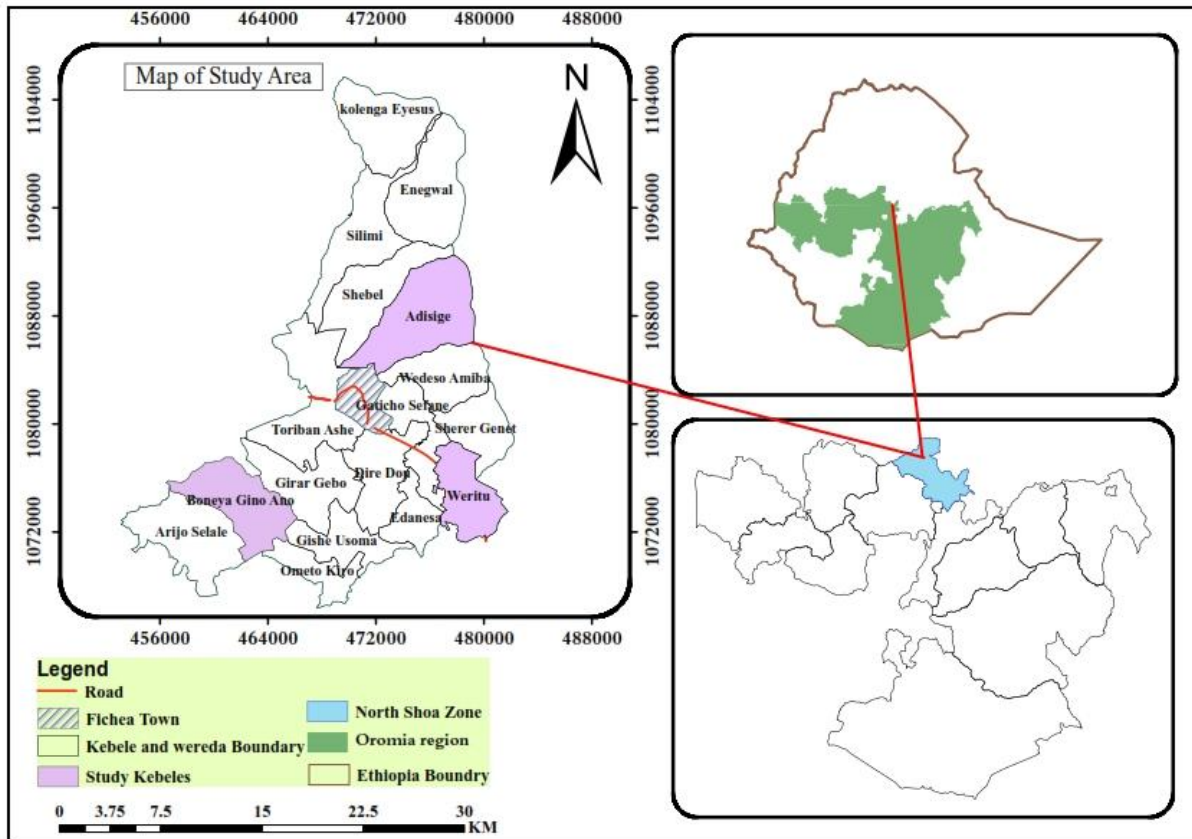 456000 464000 472000 480000 488000
Map of Study Area
N
1104000
1096000
1088000
1080000
1072000
1104000
1096000
1088000
1080000
1072000
kolenga Eyesus
Enegwal
Silimi
Shebel
Adisige
Wedeso Amiba
Gaticho Sefane
Toriban Ashe
Sherer Genet
Dire Dou
Girar Gebo
Boneya Gino Ano
Weritu
Arijo Selale
Edanesa
Gishe Usoma
Ometo Kiro
456000 464000 472000 480000 488000
Legend
Road
Fichea Town
Kebele and wereda Boundary
Study Kebeles
North Shoa Zone
Oromia region
Ethiopia Boundry
0 3.75 7.5 15 22.5 30
KM